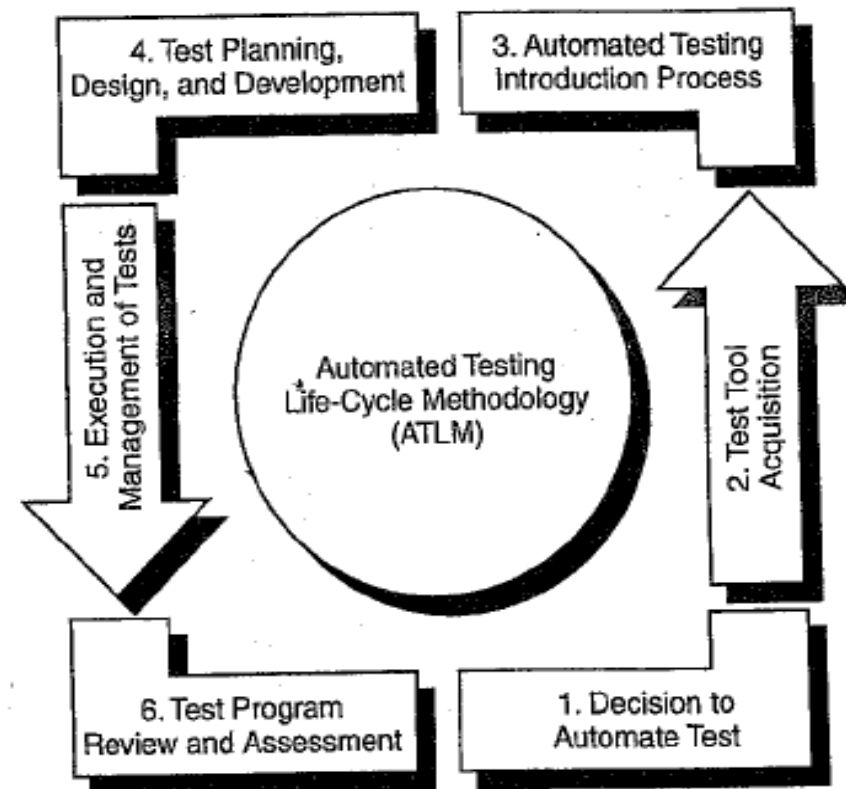 4. Test Planning,
Design, and Development
3. Automated Testing
Introduction Process
5. Execution and
Management of Tests
Automated Testing
Life-Cycle Methodology
(ATLM)
2. Test Tool
Acquisition
6. Test Program
Review and Assessment
1. Decision to
Automate Test